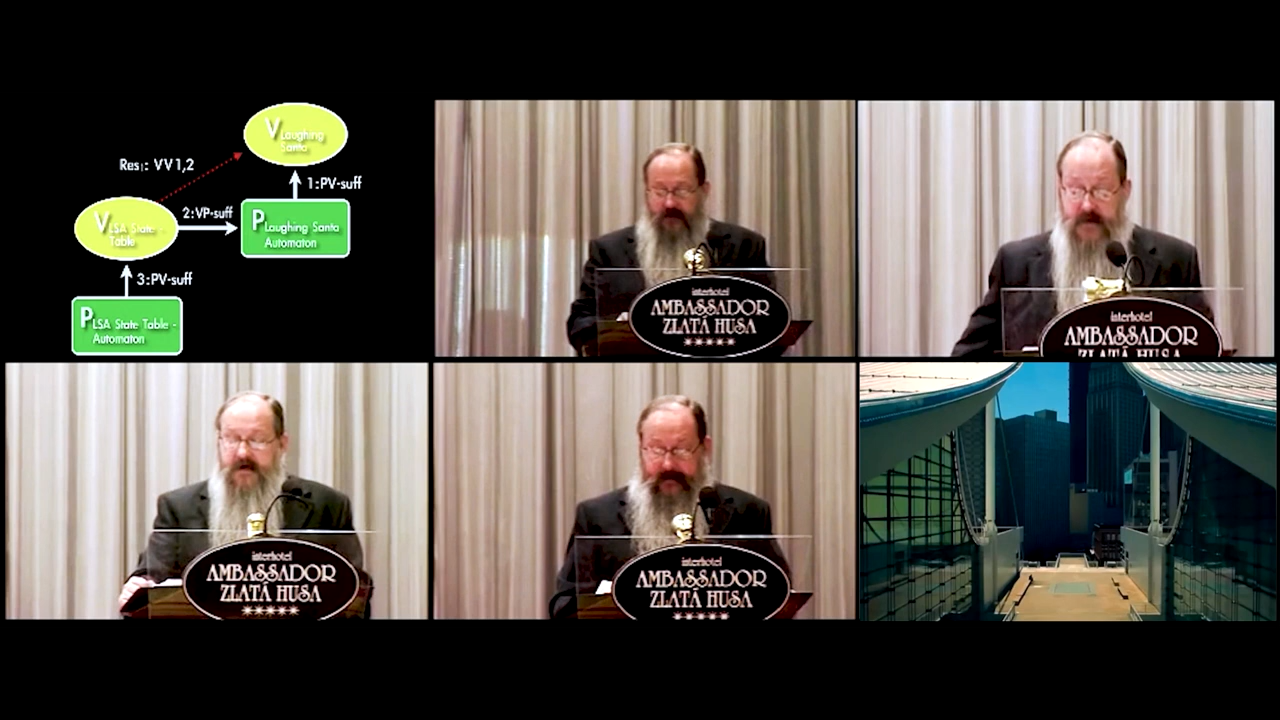 V Laughing
Santa
Res1: VV1,2
1:PV-suff
V LSA State -
Table
2:VP-suff
P Laughing Santa
Automaton
3:PV-suff
P LSA State Table -
Automaton
interhotel
AMBASSADOR
ZLATÁ HUSA
interhotel
AMBASSADOR
ZLATÁ HUSA
interhotel
AMBASSADOR
ZLATÁ HUSA
interhotel
AMBASSADOR
ZLATÁ HUSA